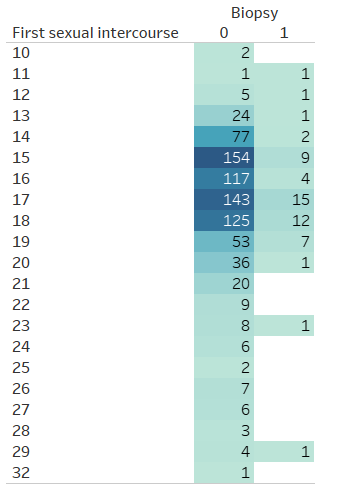 Biopsy
First sexual intercourse 0 1
10 2
11 1 1
12 5 1
13 24 1
14 77 2
15 154 9
16 117 4
17 143 15
18 125 12
19 53 7
20 36 1
21 20
22 9
23 8 1
24 6
25 2
26 7
27 6
28 3
29 4 1
32 1